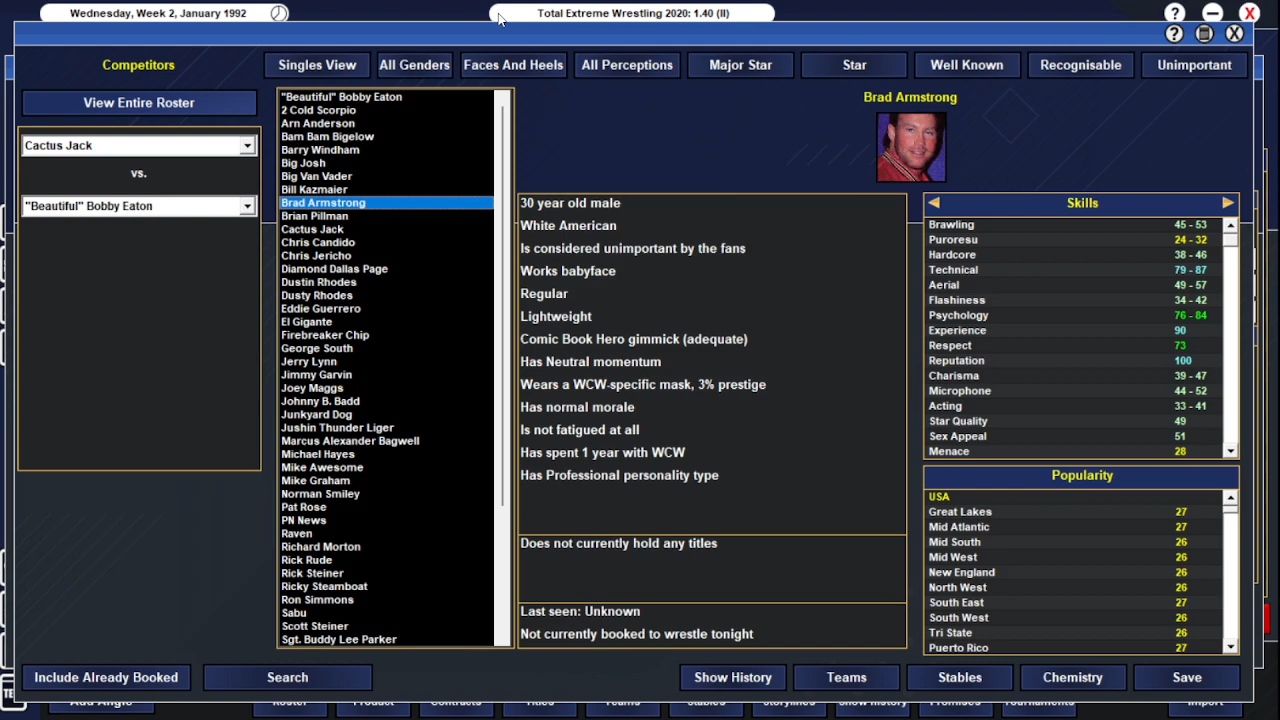 Wednesday, Week 2, January 1992
Total Extreme Wrestling 2020: 1.40 (II)
Competitors
Singles View
All Genders
Faces And Heels
All Perceptions
Major Star
Star
Well Known
Recognisable
Unimportant
View Entire Roster
Cactus Jack
vs.
"Beautiful" Bobby Eaton
"Beautiful" Bobby Eaton
2 Cold Scorpio
Arn Anderson
Bam Bam Bigelow
Barry Windham
Big Josh
Big Van Vader
Bill Kazmaier
Brad Armstrong
Brian Pillman
Cactus Jack
Chris Candido
Chris Jericho
Diamond Dallas Page
Dustin Rhodes
Dusty Rhodes
Eddie Guerrero
El Gigante
Firebreaker Chip
George South
Jerry Lynn
Jimmy Garvin
Joey Maggs
Johnny B. Badd
Junkyard Dog
Jushin Thunder Liger
Marcus Alexander Bagwell
Michael Hayes
Mike Awesome
Mike Graham
Norman Smiley
Pat Rose
PN News
Raven
Richard Morton
Rick Rude
Rick Steiner
Ricky Steamboat
Ron Simmons
Sabu
Scott Steiner
Sgt. Buddy Lee Parker
Brad Armstrong
30 year old male
White American
Is considered unimportant by the fans
Works babyface
Regular
Lightweight
Comic Book Hero gimmick (adequate)
Has Neutral momentum
Wears a WCW-specific mask, 3% prestige
Has normal morale
Is not fatigued at all
Has spent 1 year with WCW
Has Professional personality type
Does not currently hold any titles
Last seen: Unknown
Not currently booked to wrestle tonight
Skills
Brawling 45 - 53
Puroresu 24 - 32
Hardcore 38 - 46
Technical 79 - 87
Aerial 49 - 57
Flashiness 34 - 42
Psychology 76 - 84
Experience 90
Respect 73
Reputation 100
Charisma 39 - 47
Microphone 44 - 52
Acting 33 - 41
Star Quality 49
Sex Appeal 51
Menace 28
Popularity
USA
Great Lakes 27
Mid Atlantic 27
Mid South 26
Mid West 26
New England 26
North West 26
South East 27
South West 26
Tri State 26
Puerto Rico 27
Include Already Booked
Search
Show History
Teams
Stables
Chemistry
Save